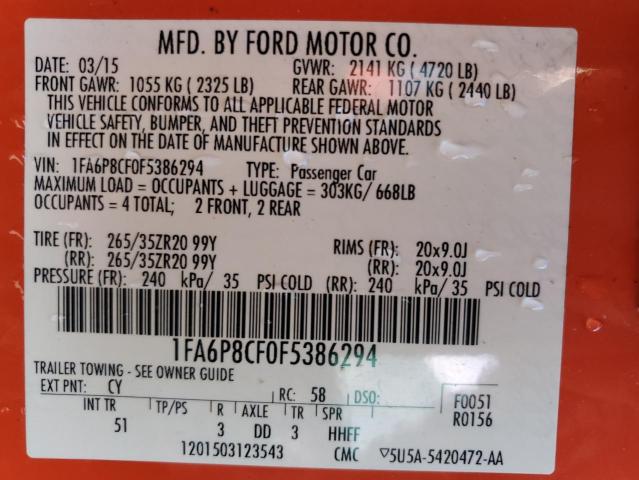 MFD. BY FORD MOTOR CO.
DATE: 03/15 GVWR: 2141 KG ( 4720 LB)
FRONT GAWR: 1055 KG ( 2325 LB) REAR GAWR: 1107 KG ( 2440 LB)
THIS VEHICLE CONFORMS TO ALL APPLICABLE FEDERAL MOTOR
VEHICLE SAFETY, BUMPER, AND THEFT PREVENTION STANDARDS
IN EFFECT ON THE DATE OF MANUFACTURE SHOWN ABOVE.
VIN: 1FA6P8CF0F5386294 TYPE: Passenger Car
MAXIMUM LOAD = OCCUPANTS + LUGGAGE = 303KG/ 668LB
OCCUPANTS = 4 TOTAL; 2 FRONT, 2 REAR
TIRE (FR): 265/35ZR20 99Y RIMS (FR): 20x9.0J
(RR): 265/35ZR20 99Y (RR): 20x9.0J
PRESSURE (FR): 240 kPa/ 35 PSI COLD (RR): 240 kPa/ 35 PSI COLD
1FA6P8CF0F5386294
TRAILER TOWING - SEE OWNER GUIDE
EXT PNT: CY RC: 58 DSO: F0051
INT TR TP/PS R AXLE TR SPR R0156
51 3 DD 3 HHFF
1201503123543 CMC ▽5U5A-5420472-AA